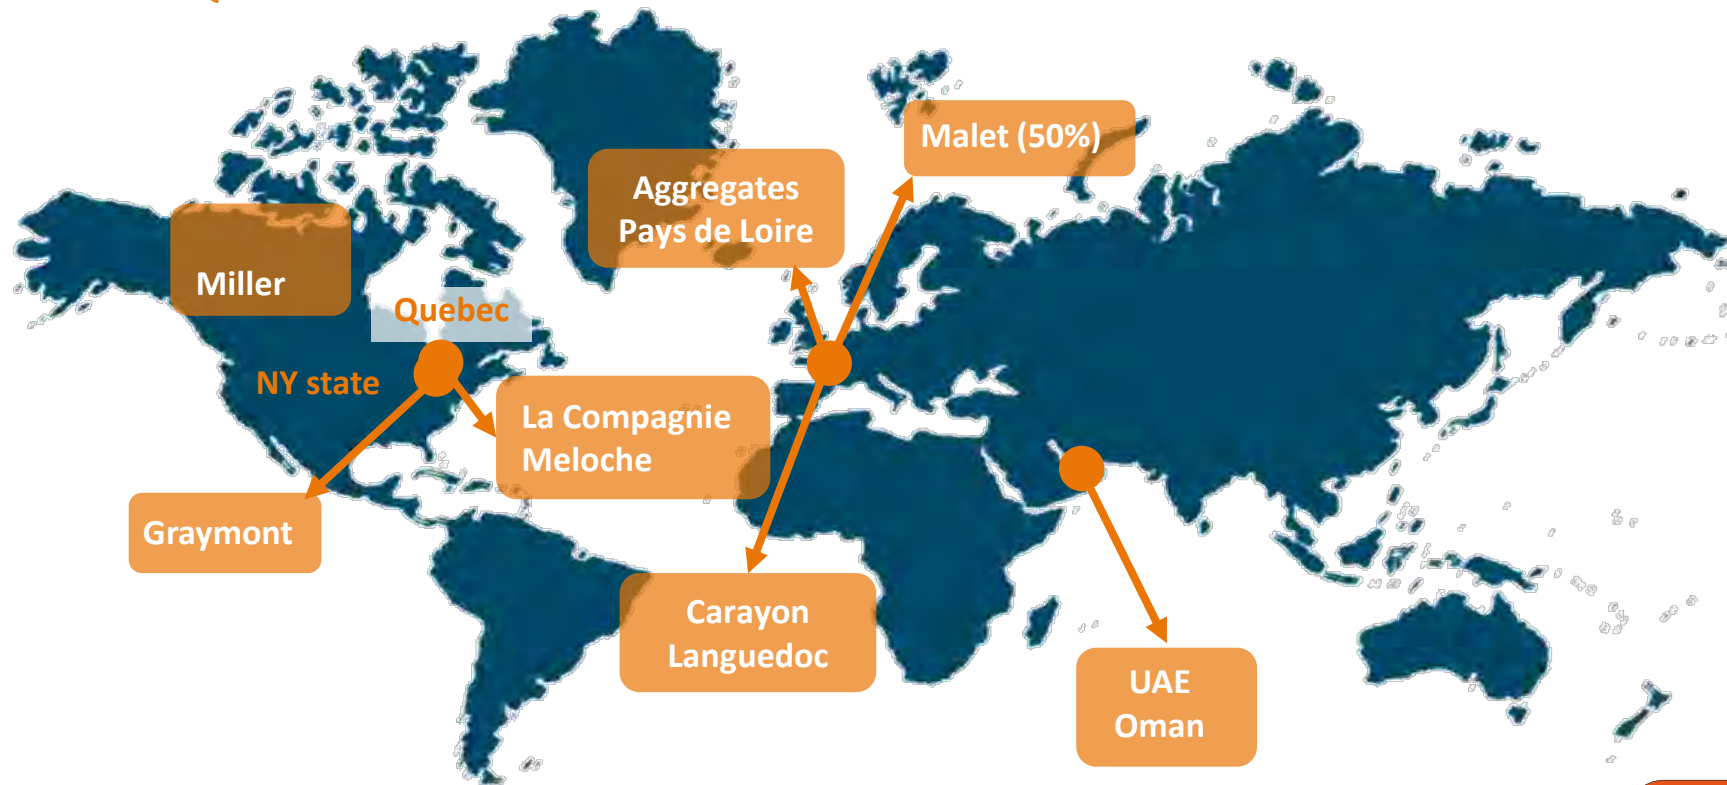 Malet (50%)
Aggregates
Pays de Loire
Miller
Quebec
NY state
La Compagnie
Meloche
Graymont
Carayon
Languedoc
UAE
Oman